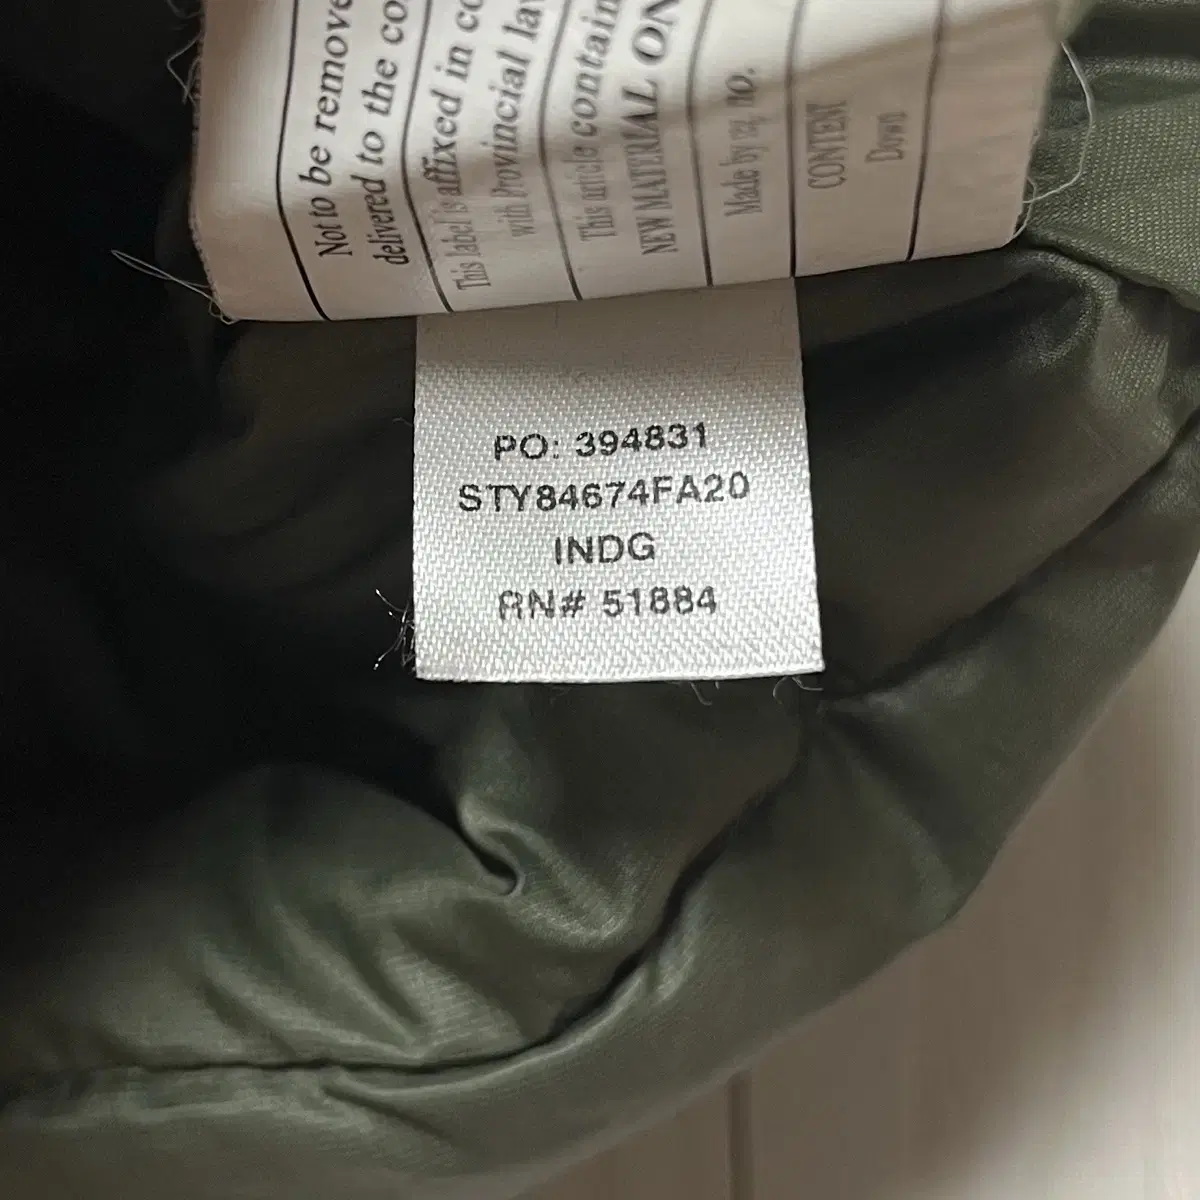 Not to be remove
delivered to the co
This label is affixed in co
with Provincial la
This article contain
NEW MATERIAL ON
Made by reg. no.
CONTENT
Down
PO: 394831
STY84674FA20
INDG
RN# 51884